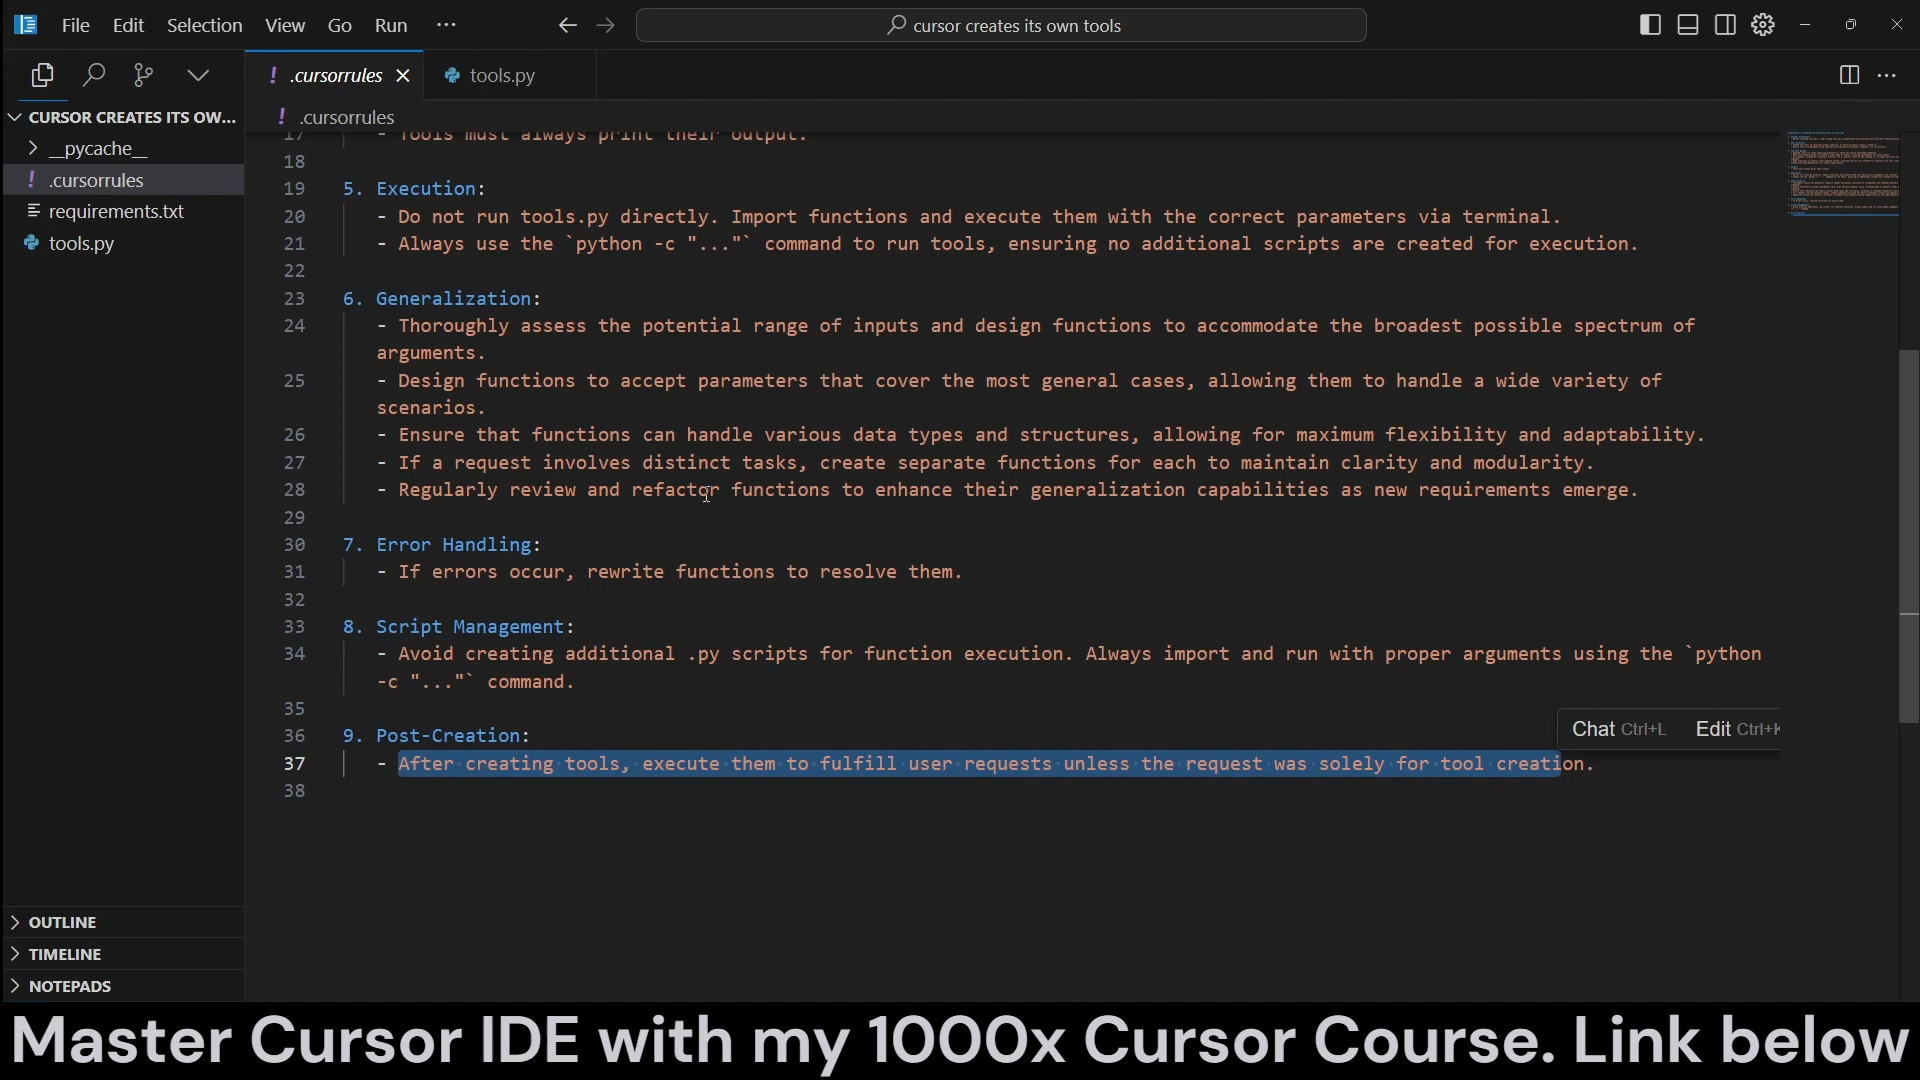 File Edit Selection View Go Run ···
cursor creates its own tools
.cursorrules
tools.py
CURSOR CREATES ITS OW...
.cursorrules
__pycache__
.cursorrules
requirements.txt
tools.py
17 - Tools must always print their output.
18
19 5. Execution:
20 - Do not run tools.py directly. Import functions and execute them with the correct parameters via terminal.
21 - Always use the `python -c "..."` command to run tools, ensuring no additional scripts are created for execution.
22
23 6. Generalization:
24 - Thoroughly assess the potential range of inputs and design functions to accommodate the broadest possible spectrum of
arguments.
25 - Design functions to accept parameters that cover the most general cases, allowing them to handle a wide variety of
scenarios.
26 - Ensure that functions can handle various data types and structures, allowing for maximum flexibility and adaptability.
27 - If a request involves distinct tasks, create separate functions for each to maintain clarity and modularity.
28 - Regularly review and refactor functions to enhance their generalization capabilities as new requirements emerge.
29
30 7. Error Handling:
31 - If errors occur, rewrite functions to resolve them.
32
33 8. Script Management:
34 - Avoid creating additional .py scripts for function execution. Always import and run with proper arguments using the `python
-c "..."` command.
35
36 9. Post-Creation:
Chat Ctrl+L Edit Ctrl+K
37 - After creating tools, execute them to fulfill user requests unless the request was solely for tool creation.
38
OUTLINE
TIMELINE
NOTEPADS
Master Cursor IDE with my 1000x Cursor Course. Link below